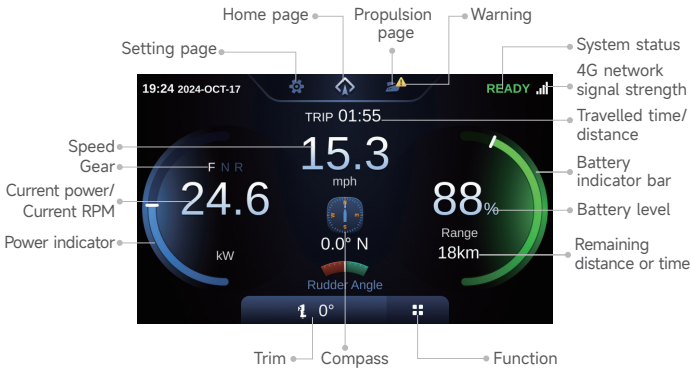 Home page
Propulsion
page
Warning
Setting page
System status
4G network
signal strength
19:24 2024-OCT-17
READY
TRIP 01:55
Travelled time/
distance
Speed
15.3
mph
Gear
F N R
Battery
indicator bar
Current power/
Current RPM
24.6
kW
88%
Battery level
Power indicator
0.0° N
Range
18km
Remaining
distance or time
Rudder Angle
0°
Trim
Compass
Function